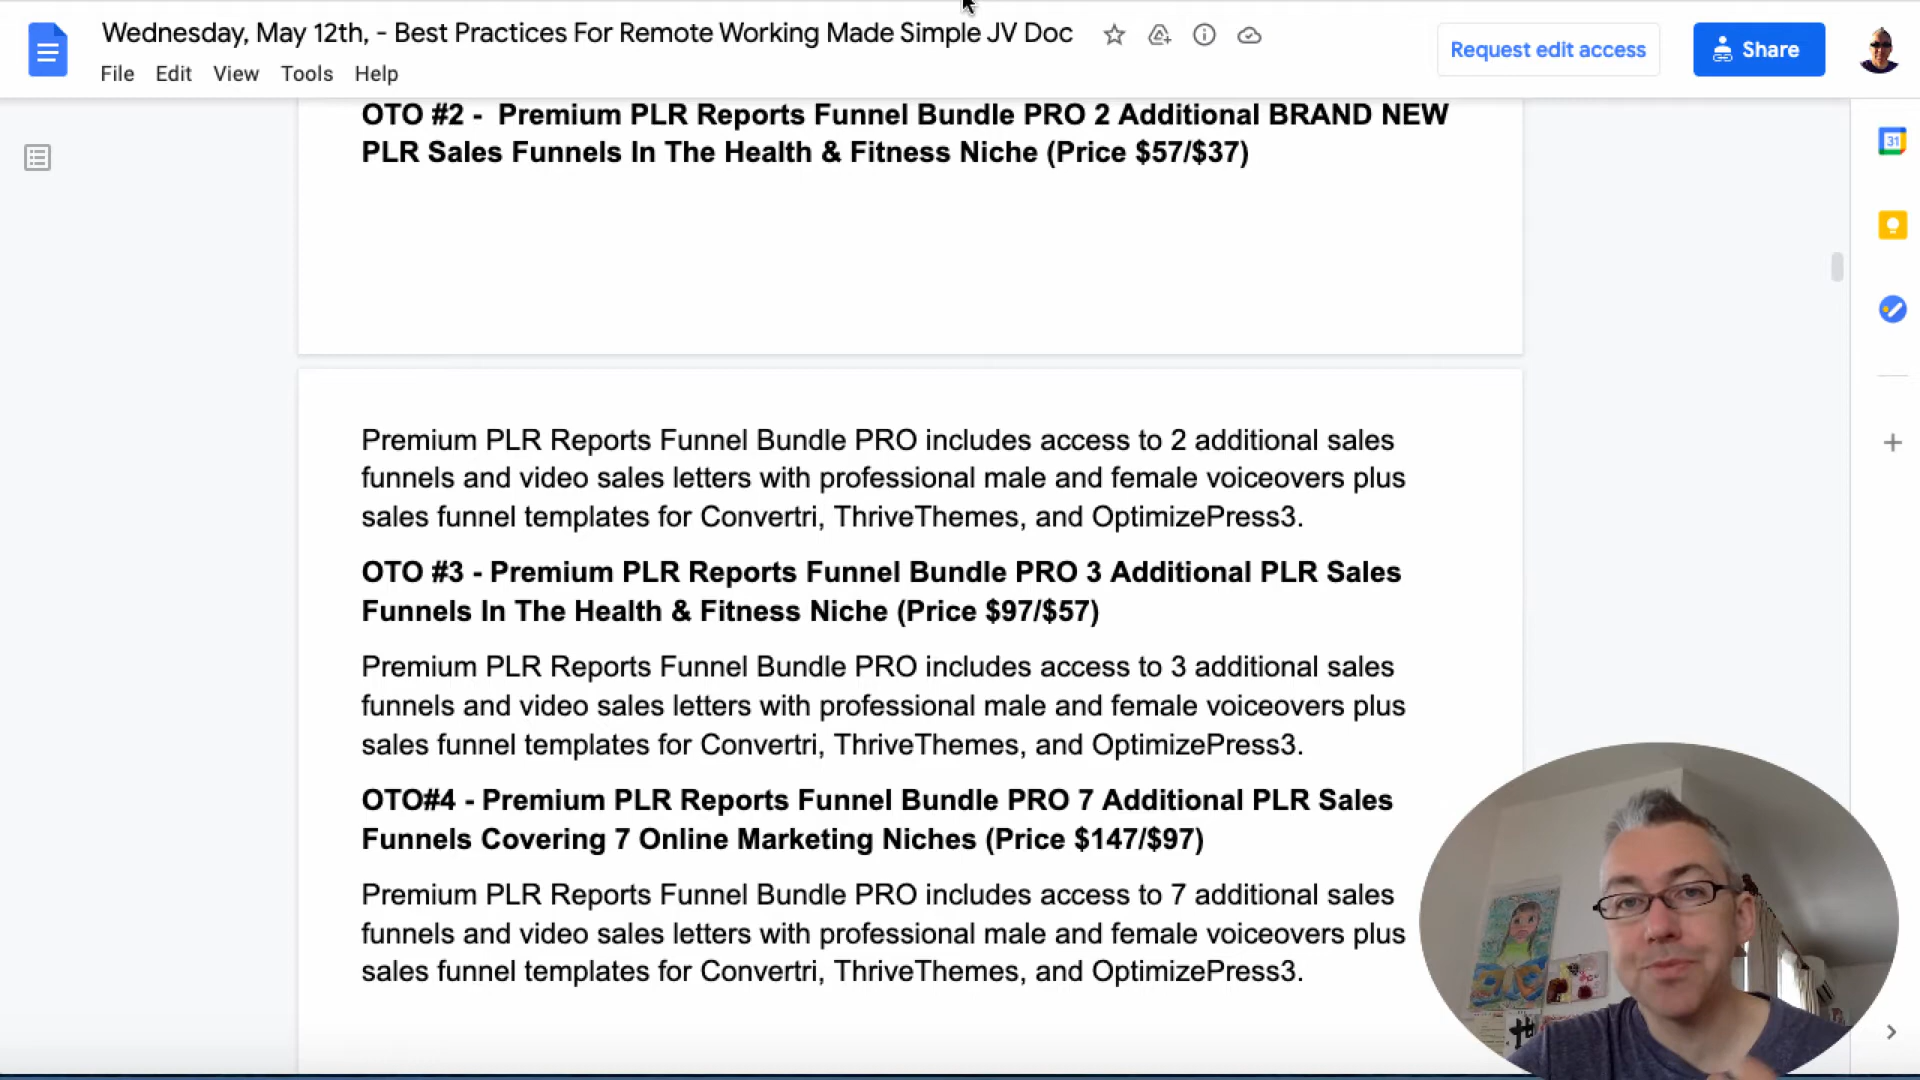 Wednesday, May 12th, - Best Practices For Remote Working Made Simple JV Doc
File Edit View Tools Help
Request edit access
Share
OTO #2 - Premium PLR Reports Funnel Bundle PRO 2 Additional BRAND NEW
PLR Sales Funnels In The Health & Fitness Niche (Price $57/$37)
31
Premium PLR Reports Funnel Bundle PRO includes access to 2 additional sales
funnels and video sales letters with professional male and female voiceovers plus
sales funnel templates for Convertri, ThriveThemes, and OptimizePress3.
OTO #3 - Premium PLR Reports Funnel Bundle PRO 3 Additional PLR Sales
Funnels In The Health & Fitness Niche (Price $97/$57)
Premium PLR Reports Funnel Bundle PRO includes access to 3 additional sales
funnels and video sales letters with professional male and female voiceovers plus
sales funnel templates for Convertri, ThriveThemes, and OptimizePress3.
OTO#4 - Premium PLR Reports Funnel Bundle PRO 7 Additional PLR Sales
Funnels Covering 7 Online Marketing Niches (Price $147/$97)
Premium PLR Reports Funnel Bundle PRO includes access to 7 additional sales
funnels and video sales letters with professional male and female voiceovers plus
sales funnel templates for Convertri, ThriveThemes, and OptimizePress3.